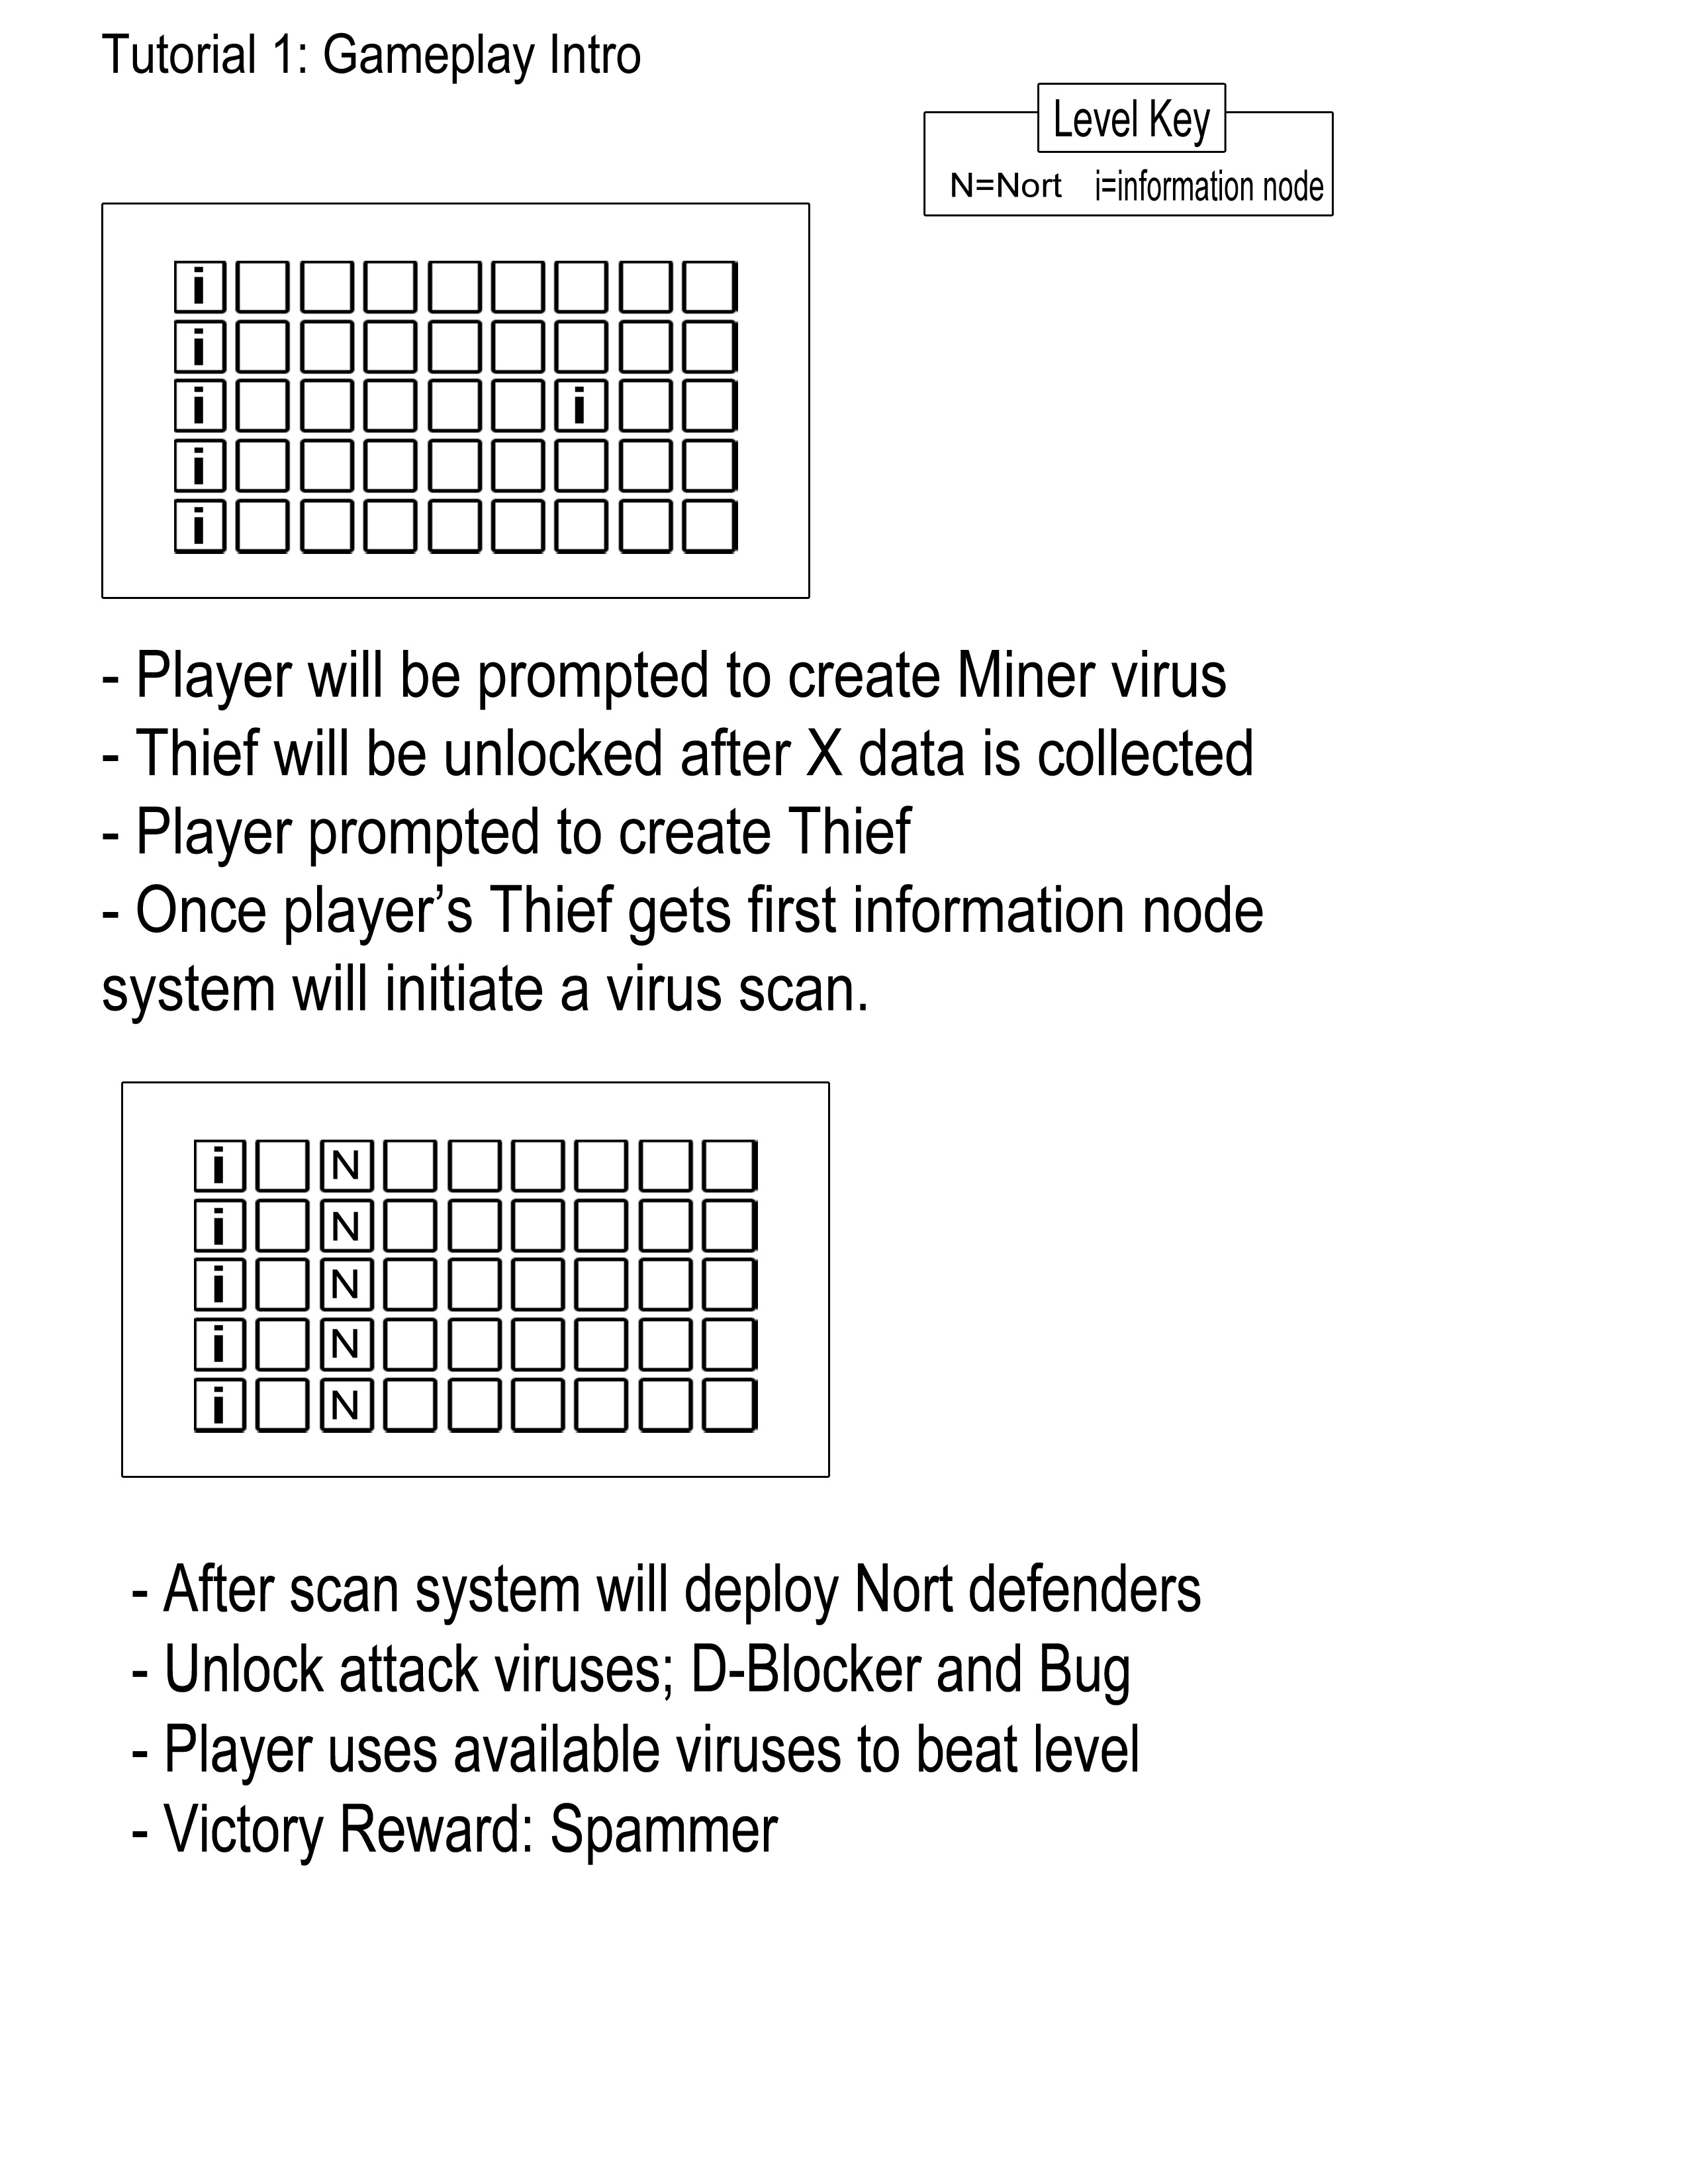 Tutorial 1: Gameplay Intro
Level Key
N=Nort i=information node
i
i
i i
i
i
- Player will be prompted to create Miner virus
- Thief will be unlocked after X data is collected
- Player prompted to create Thief
- Once player’s Thief gets first information node
system will initiate a virus scan.
i N
i N
i N
i N
i N
- After scan system will deploy Nort defenders
- Unlock attack viruses; D-Blocker and Bug
- Player uses available viruses to beat level
- Victory Reward: Spammer